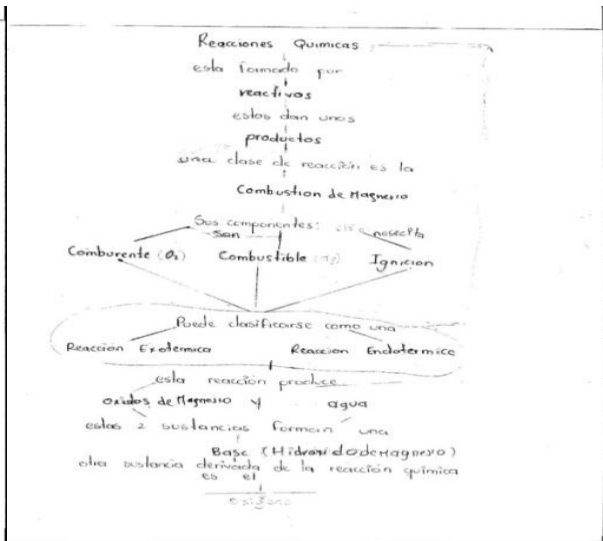 Reacciones Quimicas
esta formado por
reactivos
estos dan unos
productos
una clase de reacción es la
Combustion de Magnesio
Sus componentes:
son necesita
Comburente (O₂) Combustible (Mg) Ignicion
Puede clasificarse como una
Reaccion Exotermica Reaccion Endotermica
esta reacción produce
oxidos de Magnesio y agua
estas 2 sustancias forman una
Base (Hidroxido de Magnesio)
otra sustancia derivada de la reacción química
es el